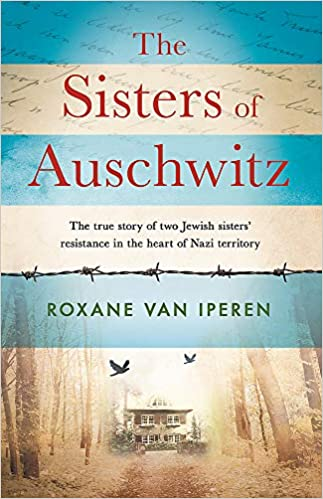 The
Sisters of
Auschwitz
The true story of two Jewish sisters'
resistance in the heart of Nazi territory
ROXANE VAN IPEREN